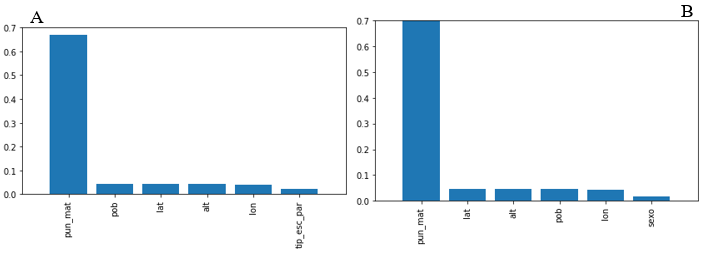 A
0.7
0.6
0.5
0.4
0.3
0.2
0.1
0.0
pun_mat
pob
lat
alt
lon
tip_esc_par
B
0.7
0.6
0.5
0.4
0.3
0.2
0.1
0.0
pun_mat
lat
alt
pob
lon
sexo